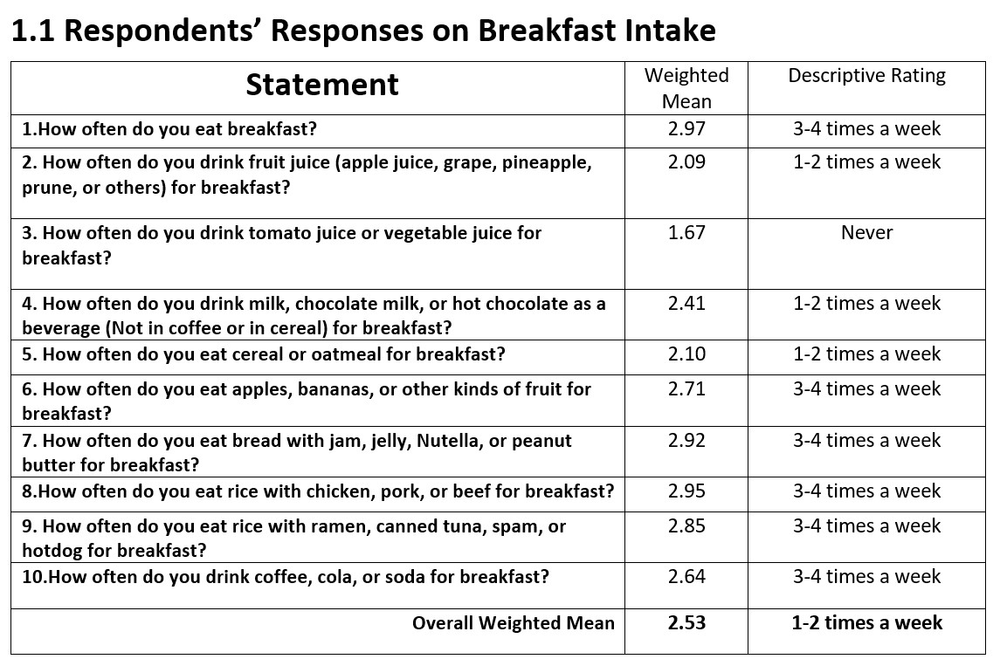 1.1 Respondents’ Responses on Breakfast Intake
Statement Weighted Mean Descriptive Rating
1.How often do you eat breakfast? 2.97 3-4 times a week
2. How often do you drink fruit juice (apple juice, grape, pineapple, 2.09 1-2 times a week
prune, or others) for breakfast?
3. How often do you drink tomato juice or vegetable juice for 1.67 Never
breakfast?
4. How often do you drink milk, chocolate milk, or hot chocolate as a 2.41 1-2 times a week
beverage (Not in coffee or in cereal) for breakfast?
5. How often do you eat cereal or oatmeal for breakfast? 2.10 1-2 times a week
6. How often do you eat apples, bananas, or other kinds of fruit for 2.71 3-4 times a week
breakfast?
7. How often do you eat bread with jam, jelly, Nutella, or peanut 2.92 3-4 times a week
butter for breakfast?
8.How often do you eat rice with chicken, pork, or beef for breakfast? 2.95 3-4 times a week
9. How often do you eat rice with ramen, canned tuna, spam, or 2.85 3-4 times a week
hotdog for breakfast?
10.How often do you drink coffee, cola, or soda for breakfast? 2.64 3-4 times a week
Overall Weighted Mean 2.53 1-2 times a week